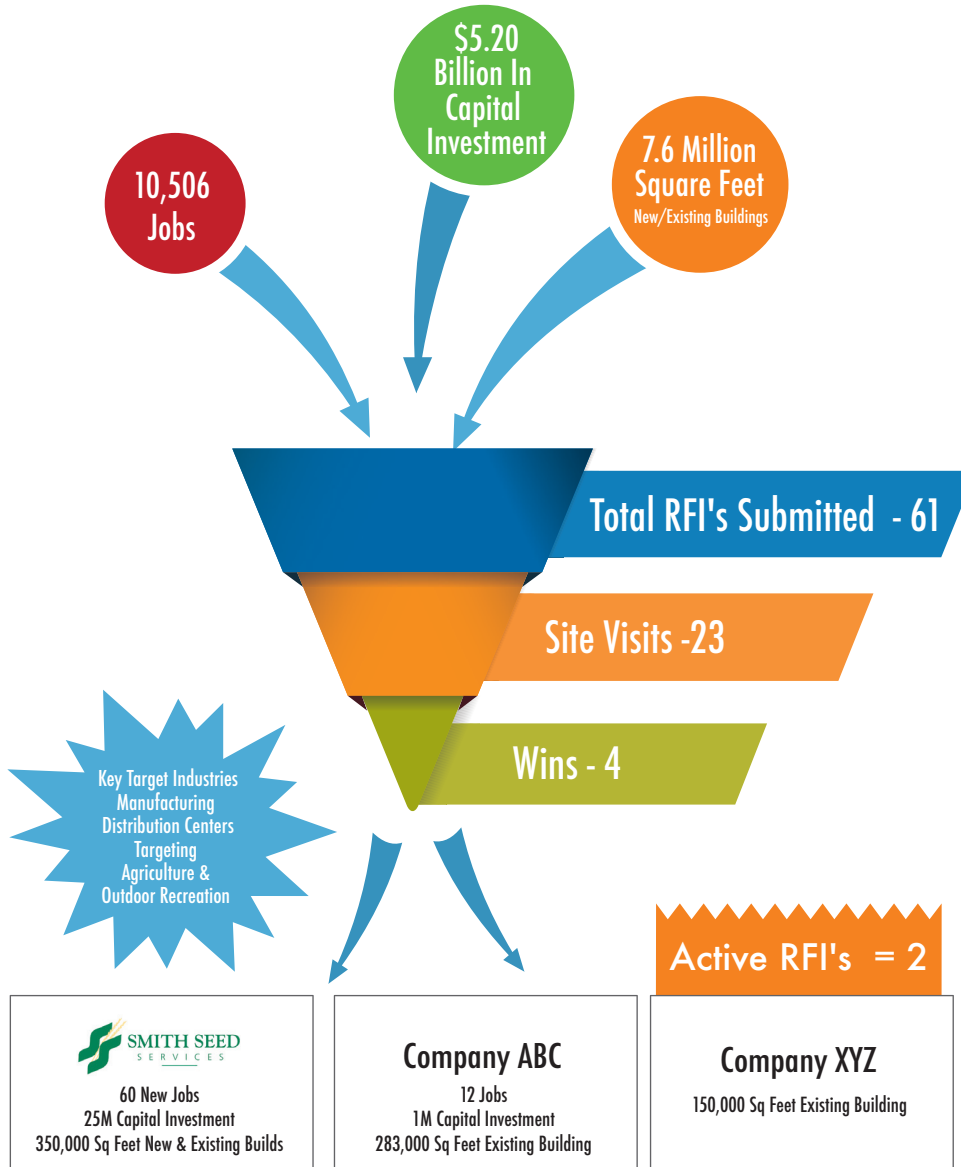 $5.20
Billion In
Capital
Investment
10,506
Jobs
7.6 Million
Square Feet
New/Existing Buildings
Total RFI's Submitted - 61
Site Visits -23
Wins - 4
Key Target Industries
Manufacturing
Distribution Centers
Targeting
Agriculture &
Outdoor Recreation
Active RFI's = 2
SMITH SEED
SERVICES
60 New Jobs
25M Capital Investment
350,000 Sq Feet New & Existing Builds
Company ABC
12 Jobs
1M Capital Investment
283,000 Sq Feet Existing Building
Company XYZ
150,000 Sq Feet Existing Building